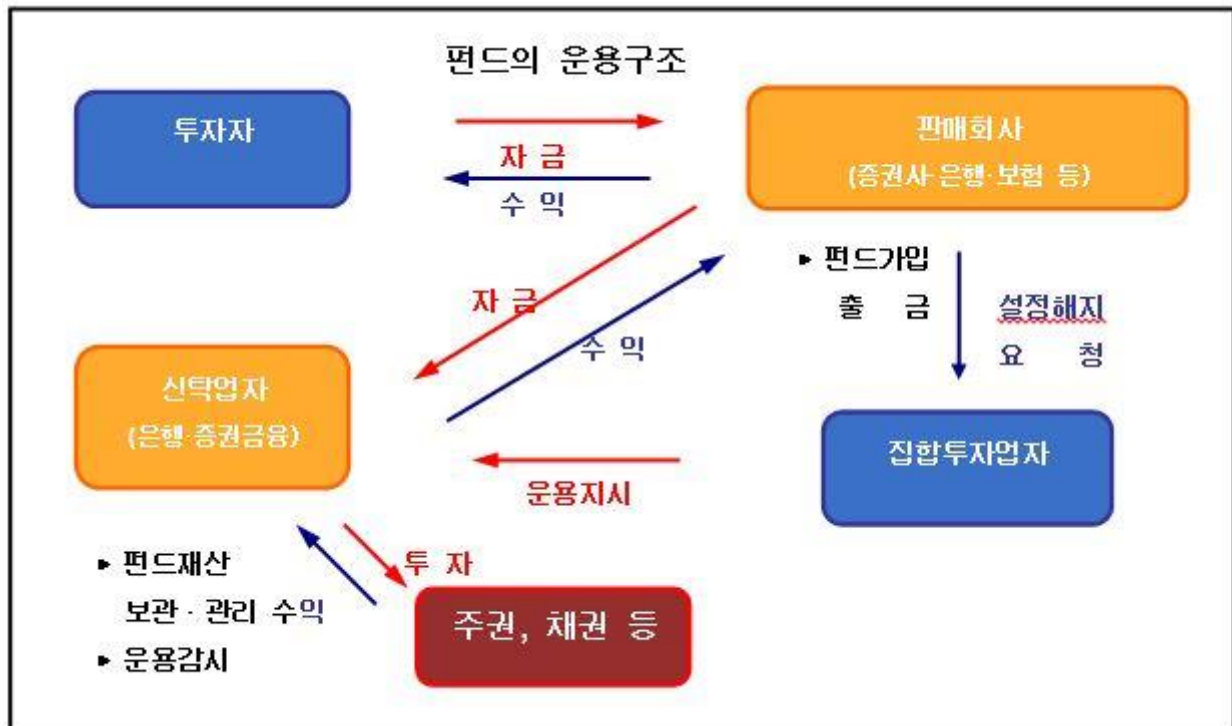 펀드의 운용구조
투자자
판매회사
(증권사·은행·보험 등)
자 금
수 익
▸ 펀드가입
출 금
설정해지
요 청
자 금
수 익
신탁업자
(은행·증권금융)
집합투자업자
운용지시
▸ 펀드재산
보관·관리 수익
▸ 운용감시
투 자
주권, 채권 등